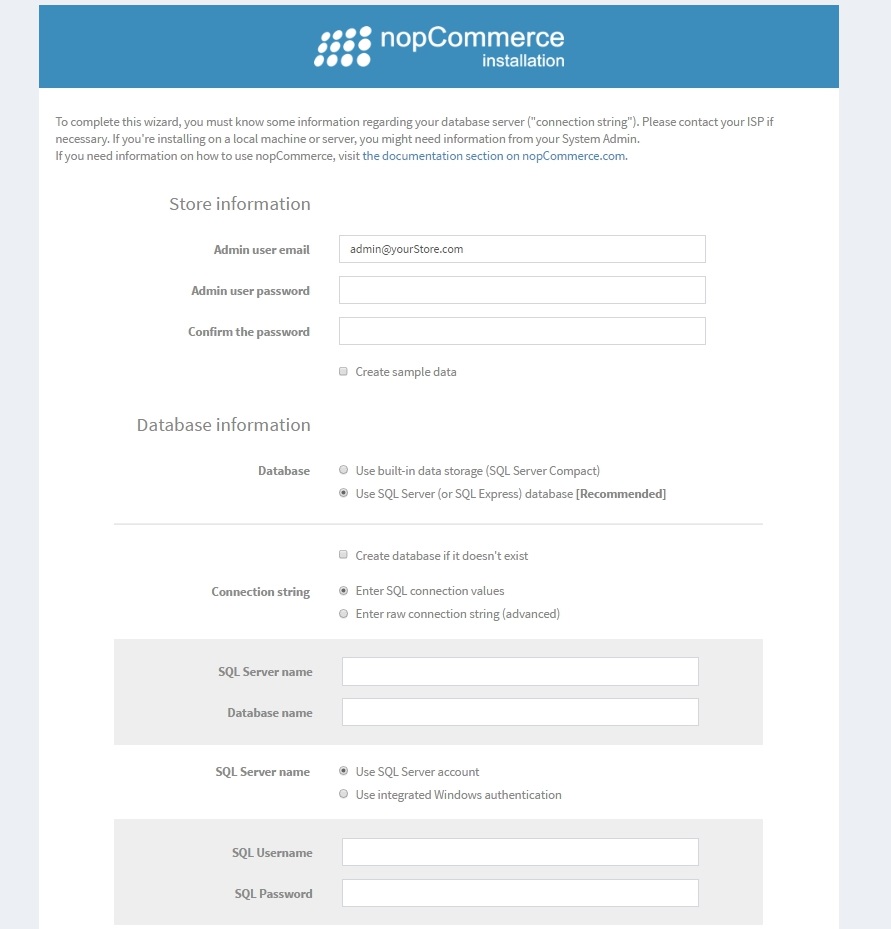 nopCommerce
installation
To complete this wizard, you must know some information regarding your database server ("connection string"). Please contact your ISP if
necessary. If you're installing on a local machine or server, you might need information from your System Admin.
If you need information on how to use nopCommerce, visit the documentation section on nopCommerce.com.
Store information
Admin user email admin@yourStore.com
Admin user password
Confirm the password
Create sample data
Database information
Database Use built-in data storage (SQL Server Compact)
Use SQL Server (or SQL Express) database [Recommended]
Create database if it doesn't exist
Connection string Enter SQL connection values
Enter raw connection string (advanced)
SQL Server name
Database name
SQL Server name Use SQL Server account
Use integrated Windows authentication
SQL Username
SQL Password